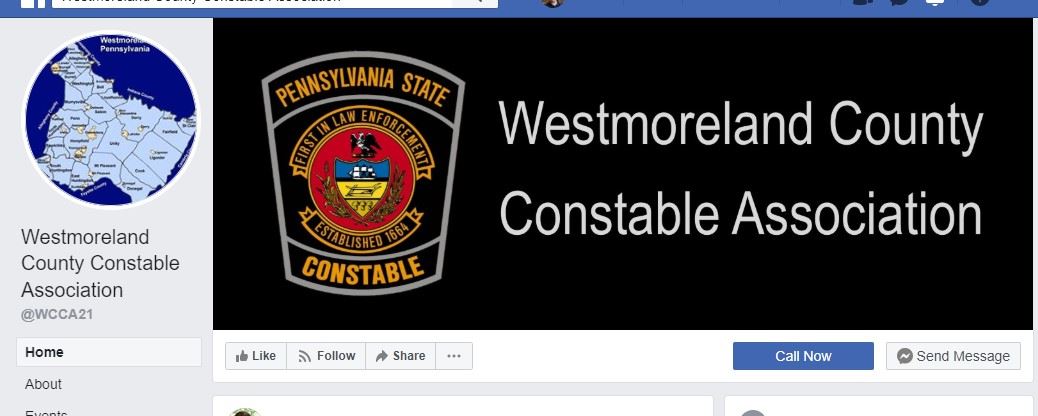 Westmoreland County Constable Association
Westmoreland
Pennsylvania
PENNSYLVANIA STATE
FIRST IN LAW ENFORCEMENT
ESTABLISHED 1664
CONSTABLE
Westmoreland County
Constable Association
Westmoreland
County Constable
Association
@WCCA21
Home
About
Events
Like
Follow
Share
Call Now
Send Message